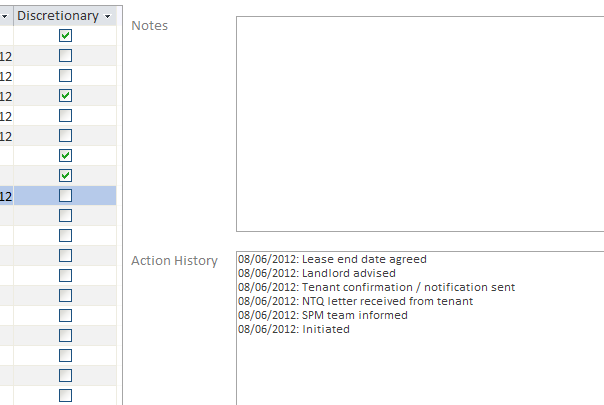 Discretionary
Notes
12
12
12
12
12
12
Action History
08/06/2012: Lease end date agreed
08/06/2012: Landlord advised
08/06/2012: Tenant confirmation / notification sent
08/06/2012: NTQ letter received from tenant
08/06/2012: SPM team informed
08/06/2012: Initiated